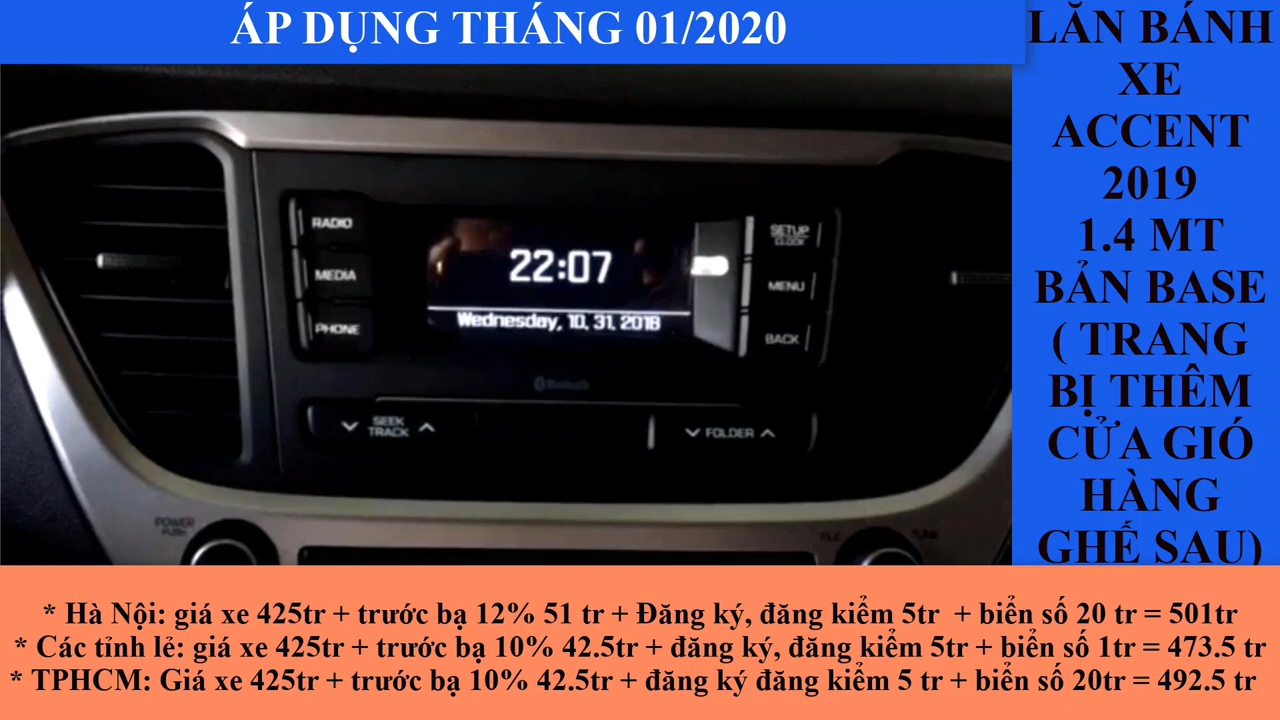 ÁP DỤNG THÁNG 01/2020
LĂN BÁNH
XE
ACCENT
2019
1.4 MT
BẢN BASE
( TRANG
BỊ THÊM
CỬA GIÓ
HÀNG
GHẾ SAU)
RADIO
MEDIA
PHONE
22:07
Wednesday, 10, 31, 2018
SETUP
CLOCK
MENU
BACK
Bluetooth
SEEK
TRACK
FOLDER
POWER
PUSH
* Hà Nội: giá xe 425tr + trước bạ 12% 51 tr + Đăng ký, đăng kiểm 5tr + biển số 20 tr = 501tr
* Các tỉnh lẻ: giá xe 425tr + trước bạ 10% 42.5tr + đăng ký, đăng kiểm 5tr + biển số 1tr = 473.5 tr
* TPHCM: Giá xe 425tr + trước bạ 10% 42.5tr + đăng ký đăng kiểm 5 tr + biển số 20tr = 492.5 tr